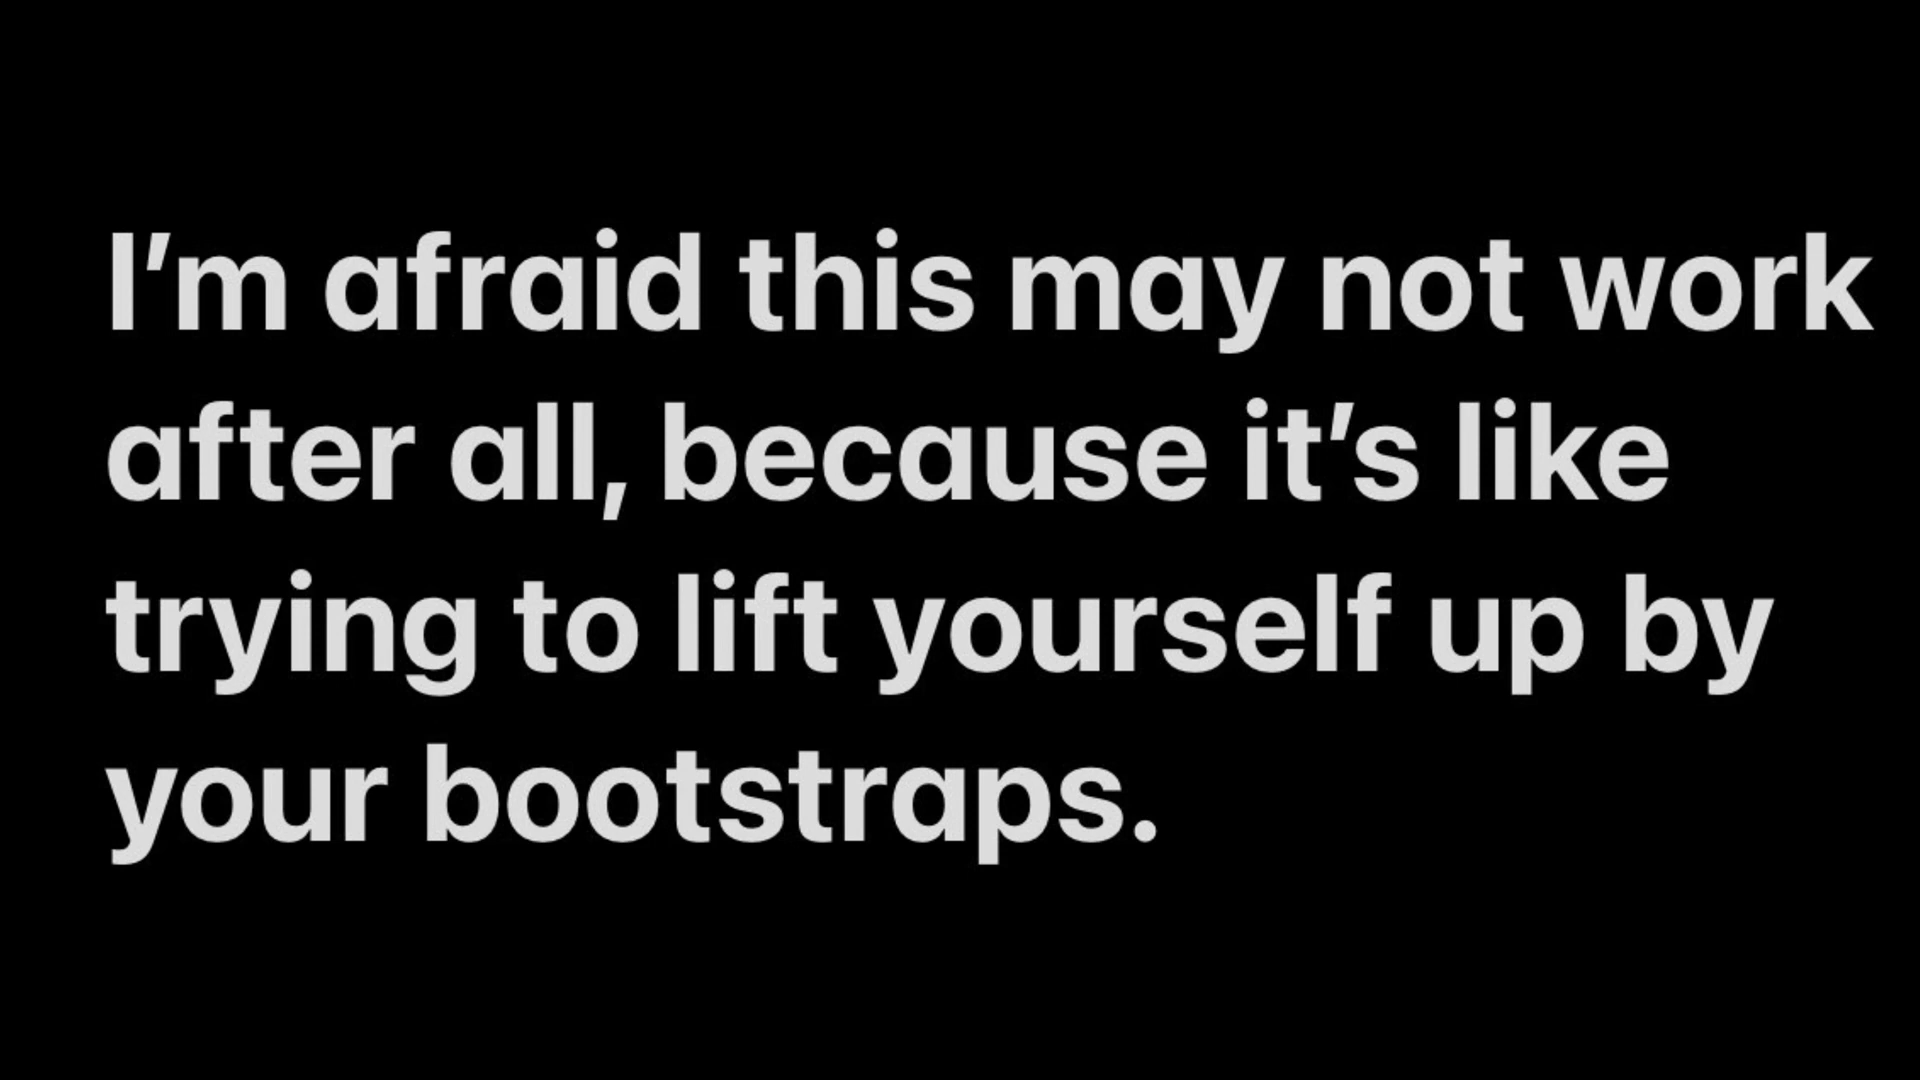 I’m afraid this may not work
after all, because it’s like
trying to lift yourself up by
your bootstraps.